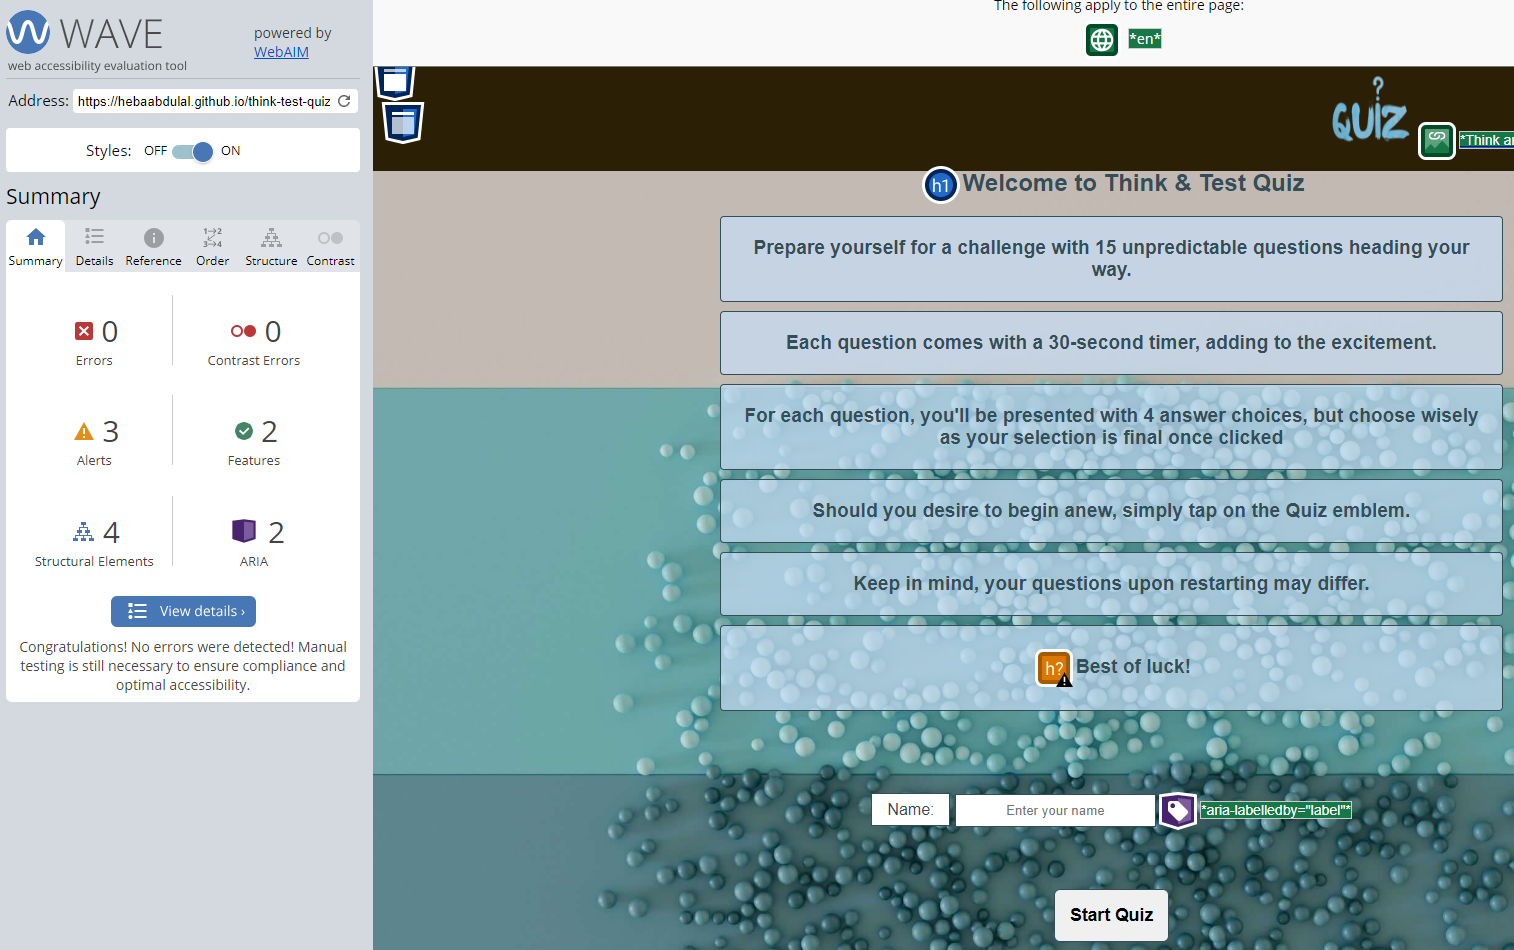 WAVE
web accessibility evaluation tool
powered by
WebAIM
Address: https://hebaabdulal.github.io/think-test-quiz
Styles: OFF ON
Summary
Summary Details Reference Order Structure Contrast
0 Errors
0 Contrast Errors
3 Alerts
2 Features
4 Structural Elements
2 ARIA
View details ›
Congratulations! No errors were detected! Manual
testing is still necessary to ensure compliance and
optimal accessibility.
The following apply to the entire page:
*en*
QUIZ
?
*Think
h1 Welcome to Think & Test Quiz
Prepare yourself for a challenge with 15 unpredictable questions heading your
way.
Each question comes with a 30-second timer, adding to the excitement.
For each question, you'll be presented with 4 answer choices, but choose wisely
as your selection is final once clicked
Should you desire to begin anew, simply tap on the Quiz emblem.
Keep in mind, your questions upon restarting may differ.
h? Best of luck!
Name: Enter your name *aria-labelledby="label"*
Start Quiz